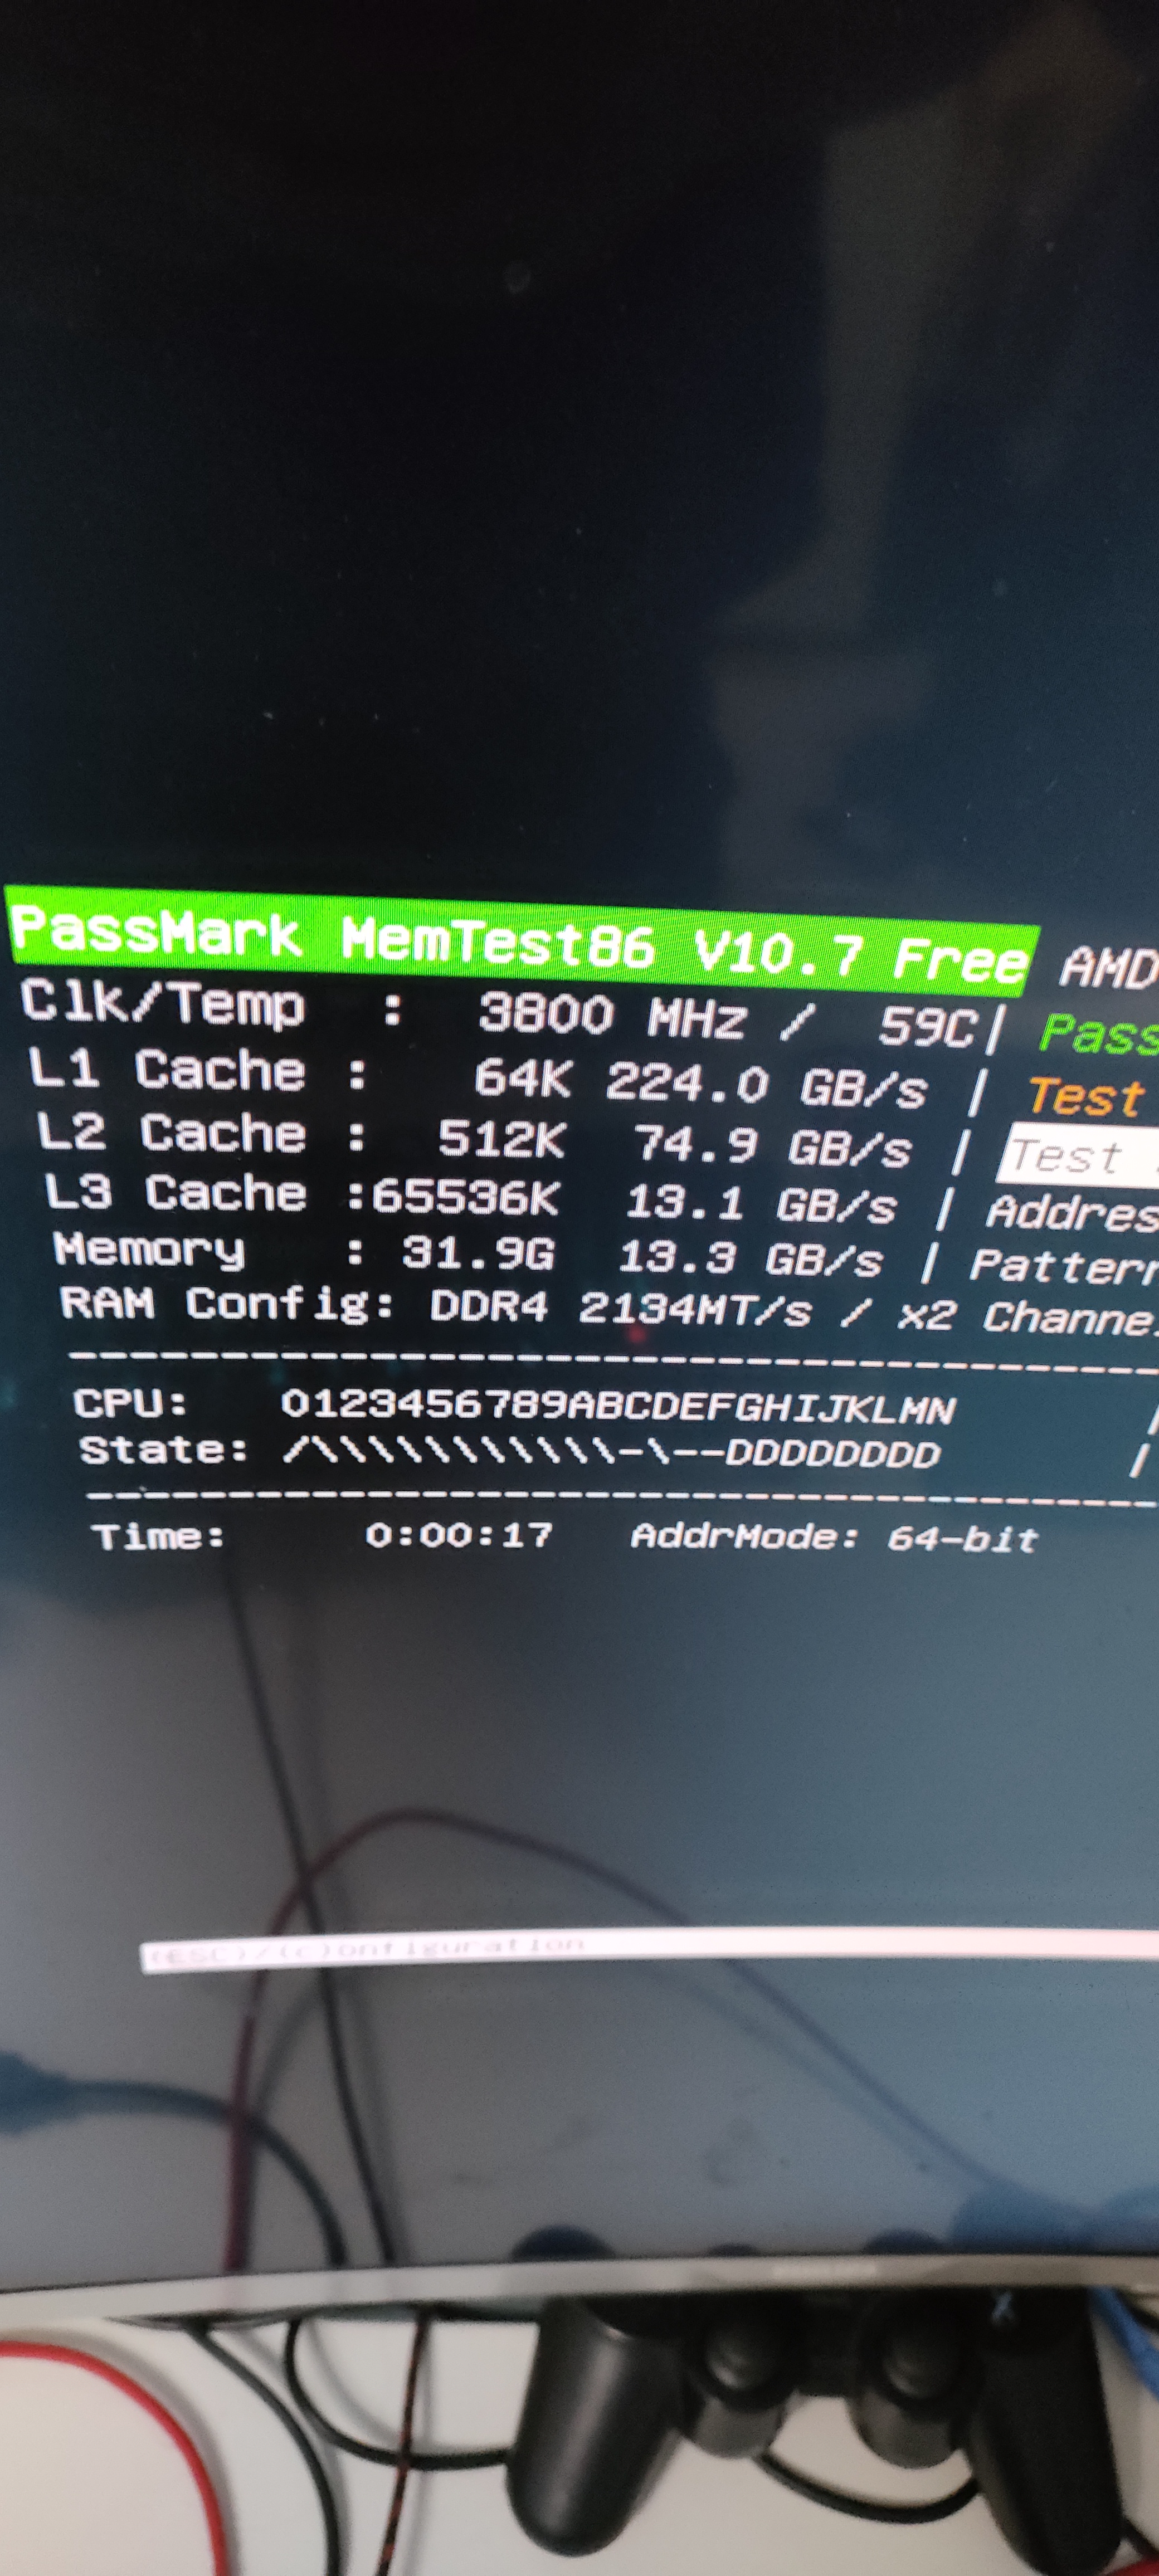 PassMark MemTest86 V10.7 Free AMD
Clk/Temp : 3800 MHz / 59C| Pass
L1 Cache : 64K 224.0 GB/s | Test
L2 Cache : 512K 74.9 GB/s | Test
L3 Cache :65536K 13.1 GB/s | Addres
Memory : 31.9G 13.3 GB/s | Pattern
RAM Config: DDR4 2134MT/s / x2 Channe
CPU: 0123456789ABCDEFGHIJKLMN |
State: /\\\\\\\\\\\\-\--DDDDDDDD |
Time: 0:00:17 AddrMode: 64-bit
(ESC)/(c)onfiguration